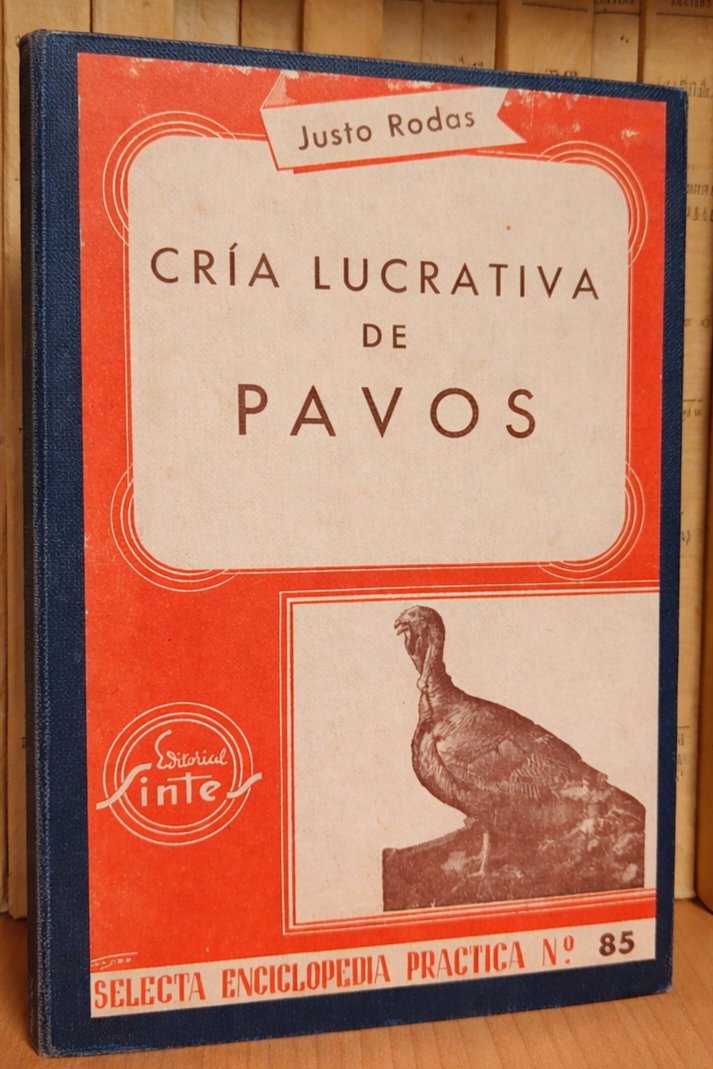 Justo Rodas
CRÍA LUCRATIVA
DE
PAVOS
Editorial
Sintes
SELECTA ENCICLOPEDIA PRACTICA Nº 85